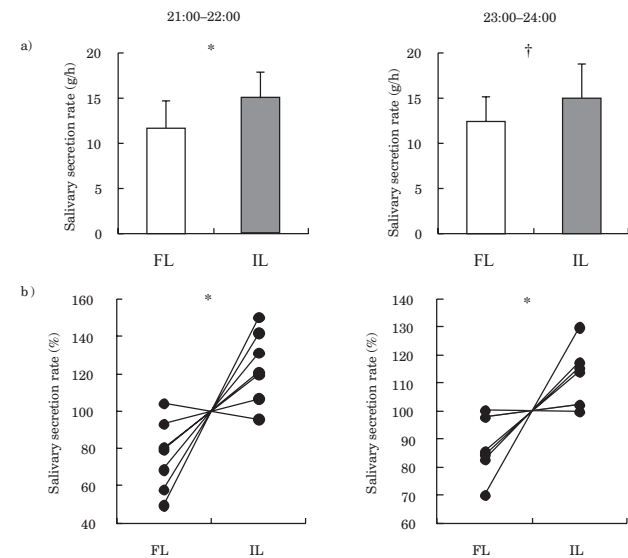 21:00–22:00
23:00–24:00
a)
*
†
Salivary secretion rate (g/h)
20
15
10
5
0
FL
IL
Salivary secretion rate (g/h)
20
15
10
5
0
FL
IL
b)
*
*
Salivary secretion rate (%)
160
140
120
100
80
60
40
FL
IL
Salivary secretion rate (%)
140
130
120
110
100
90
80
70
60
FL
IL